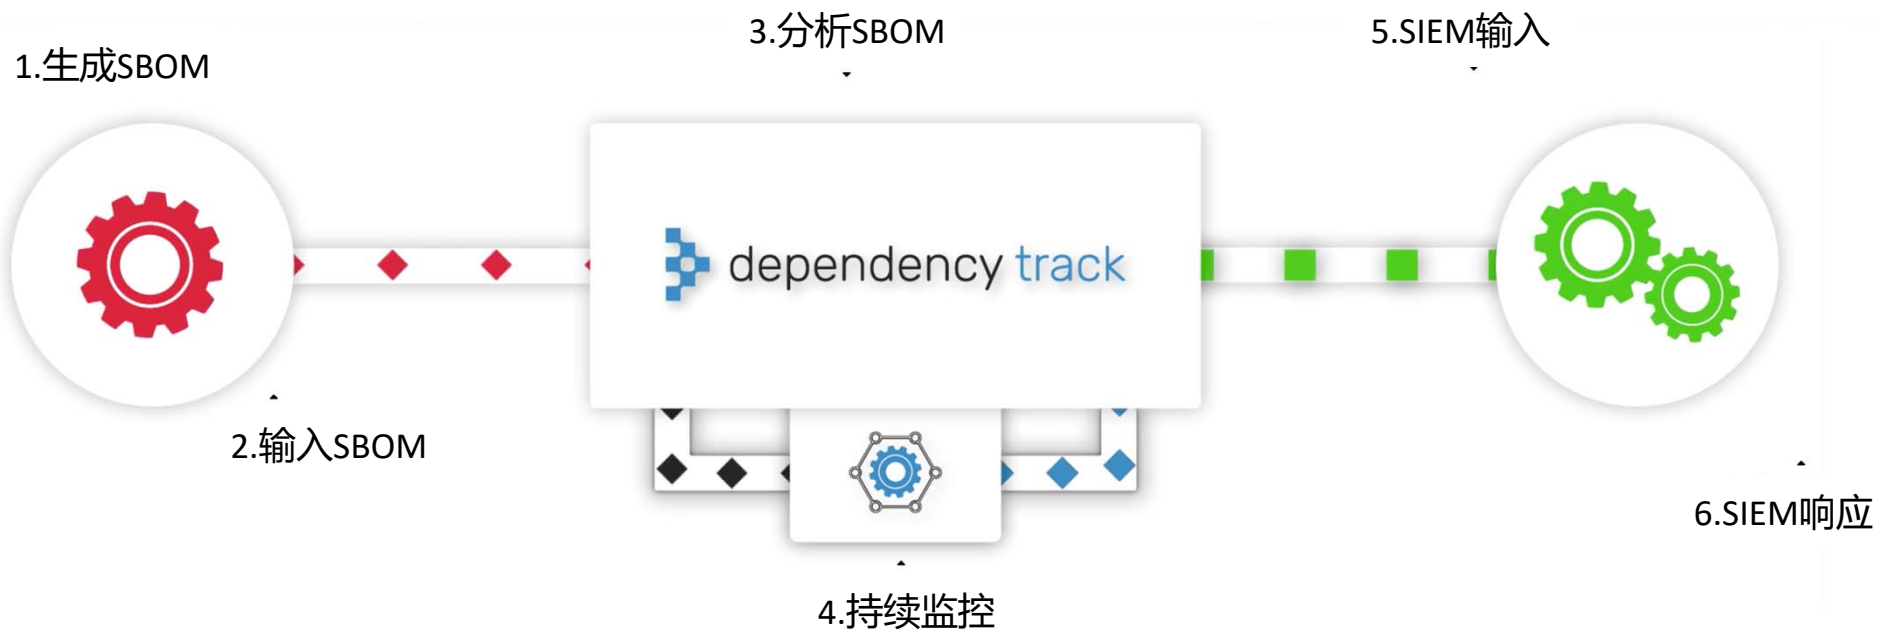 1.生成SBOM
3.分析SBOM
5.SIEM输入
dependency track
2.输入SBOM
6.SIEM响应
4.持续监控